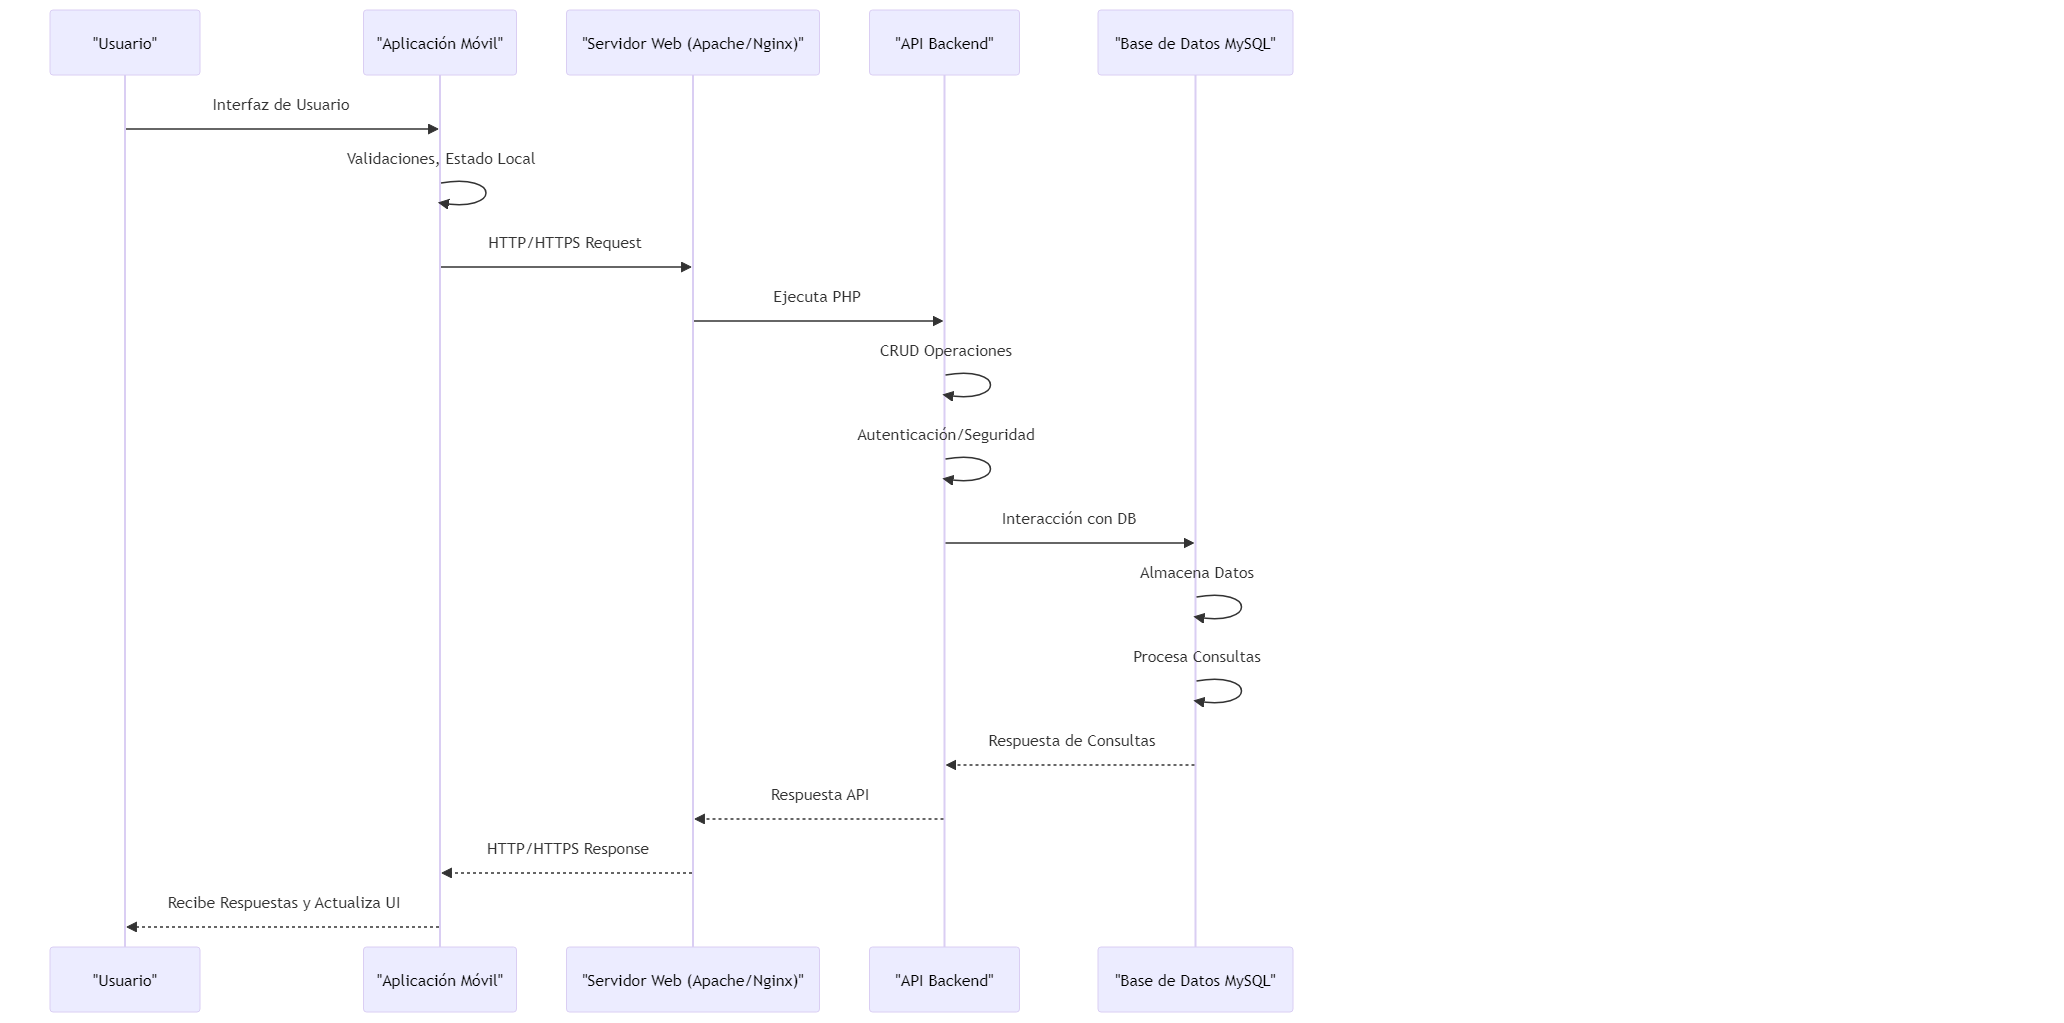 "Usuario"
"Aplicación Móvil"
"Servidor Web (Apache/Nginx)"
"API Backend"
"Base de Datos MySQL"
Interfaz de Usuario
Validaciones, Estado Local
HTTP/HTTPS Request
Ejecuta PHP
CRUD Operaciones
Autenticación/Seguridad
Interacción con DB
Almacena Datos
Procesa Consultas
Respuesta de Consultas
Respuesta API
HTTP/HTTPS Response
Recibe Respuestas y Actualiza UI
"Usuario"
"Aplicación Móvil"
"Servidor Web (Apache/Nginx)"
"API Backend"
"Base de Datos MySQL"